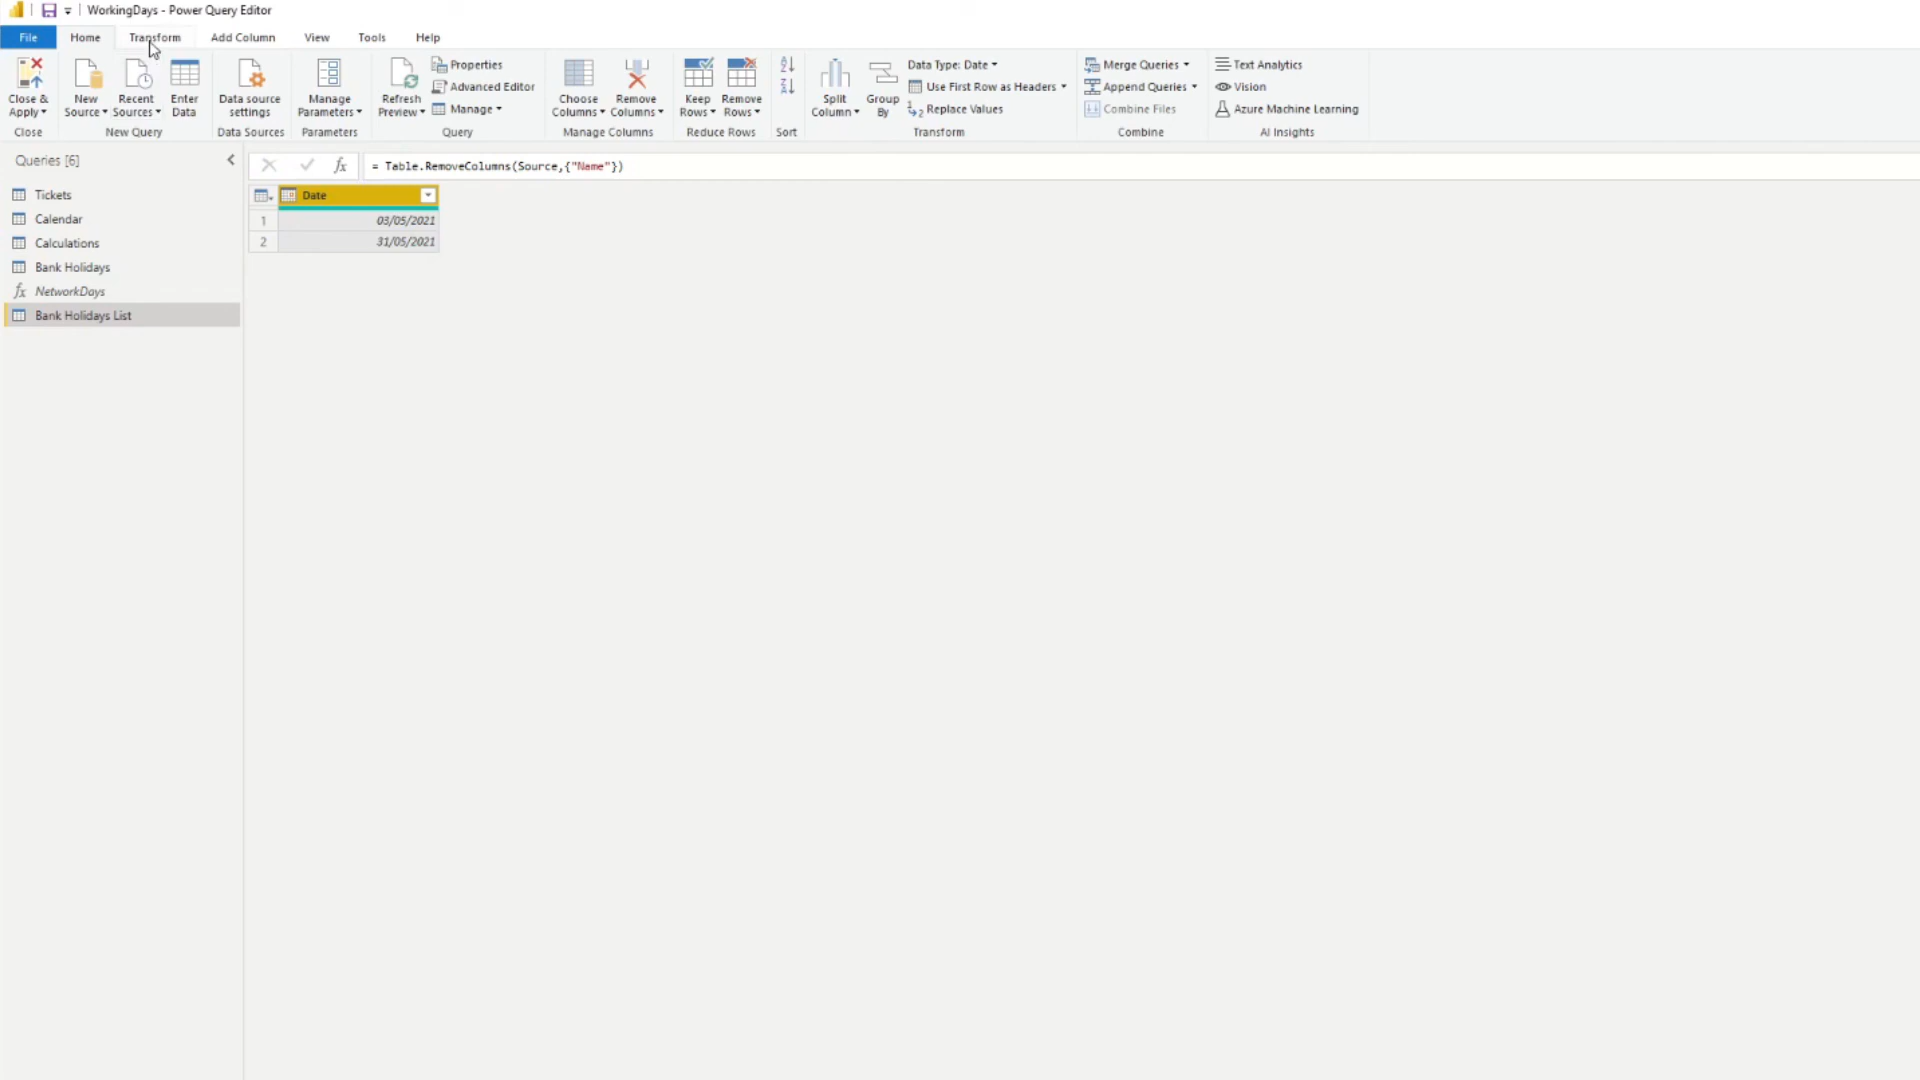 WorkingDays - Power Query Editor
File Home Transform Add Column View Tools Help
Close & Apply
Close
New Source
Recent Sources
Enter Data
New Query
Data source settings
Data Sources
Manage Parameters
Parameters
Refresh Preview
Properties
Advanced Editor
Manage
Query
Choose Columns
Remove Columns
Manage Columns
Keep Rows
Remove Rows
Reduce Rows
Sort
Split Column
Group By
Data Type: Date
Use First Row as Headers
Replace Values
Transform
Merge Queries
Append Queries
Combine Files
Combine
Text Analytics
Vision
Azure Machine Learning
AI Insights
Queries [6]
Tickets
Calendar
Calculations
Bank Holidays
fx NetworkDays
Bank Holidays List
fx = Table.RemoveColumns(Source,{"Name"})
Date
1 03/05/2021
2 31/05/2021